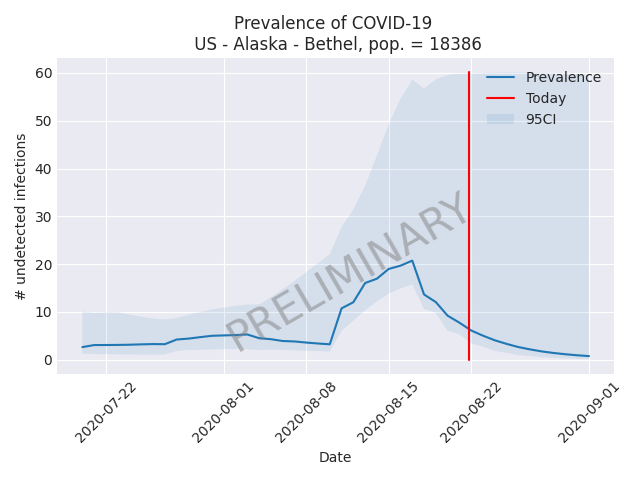 Prevalence of COVID-19
US - Alaska - Bethel, pop. = 18386
# undetected infections
60
50
40
30
20
10
0
Prevalence
Today
95CI
PRELIMINARY
2020-07-22
2020-08-01
2020-08-08
2020-08-15
2020-08-22
2020-09-01
Date